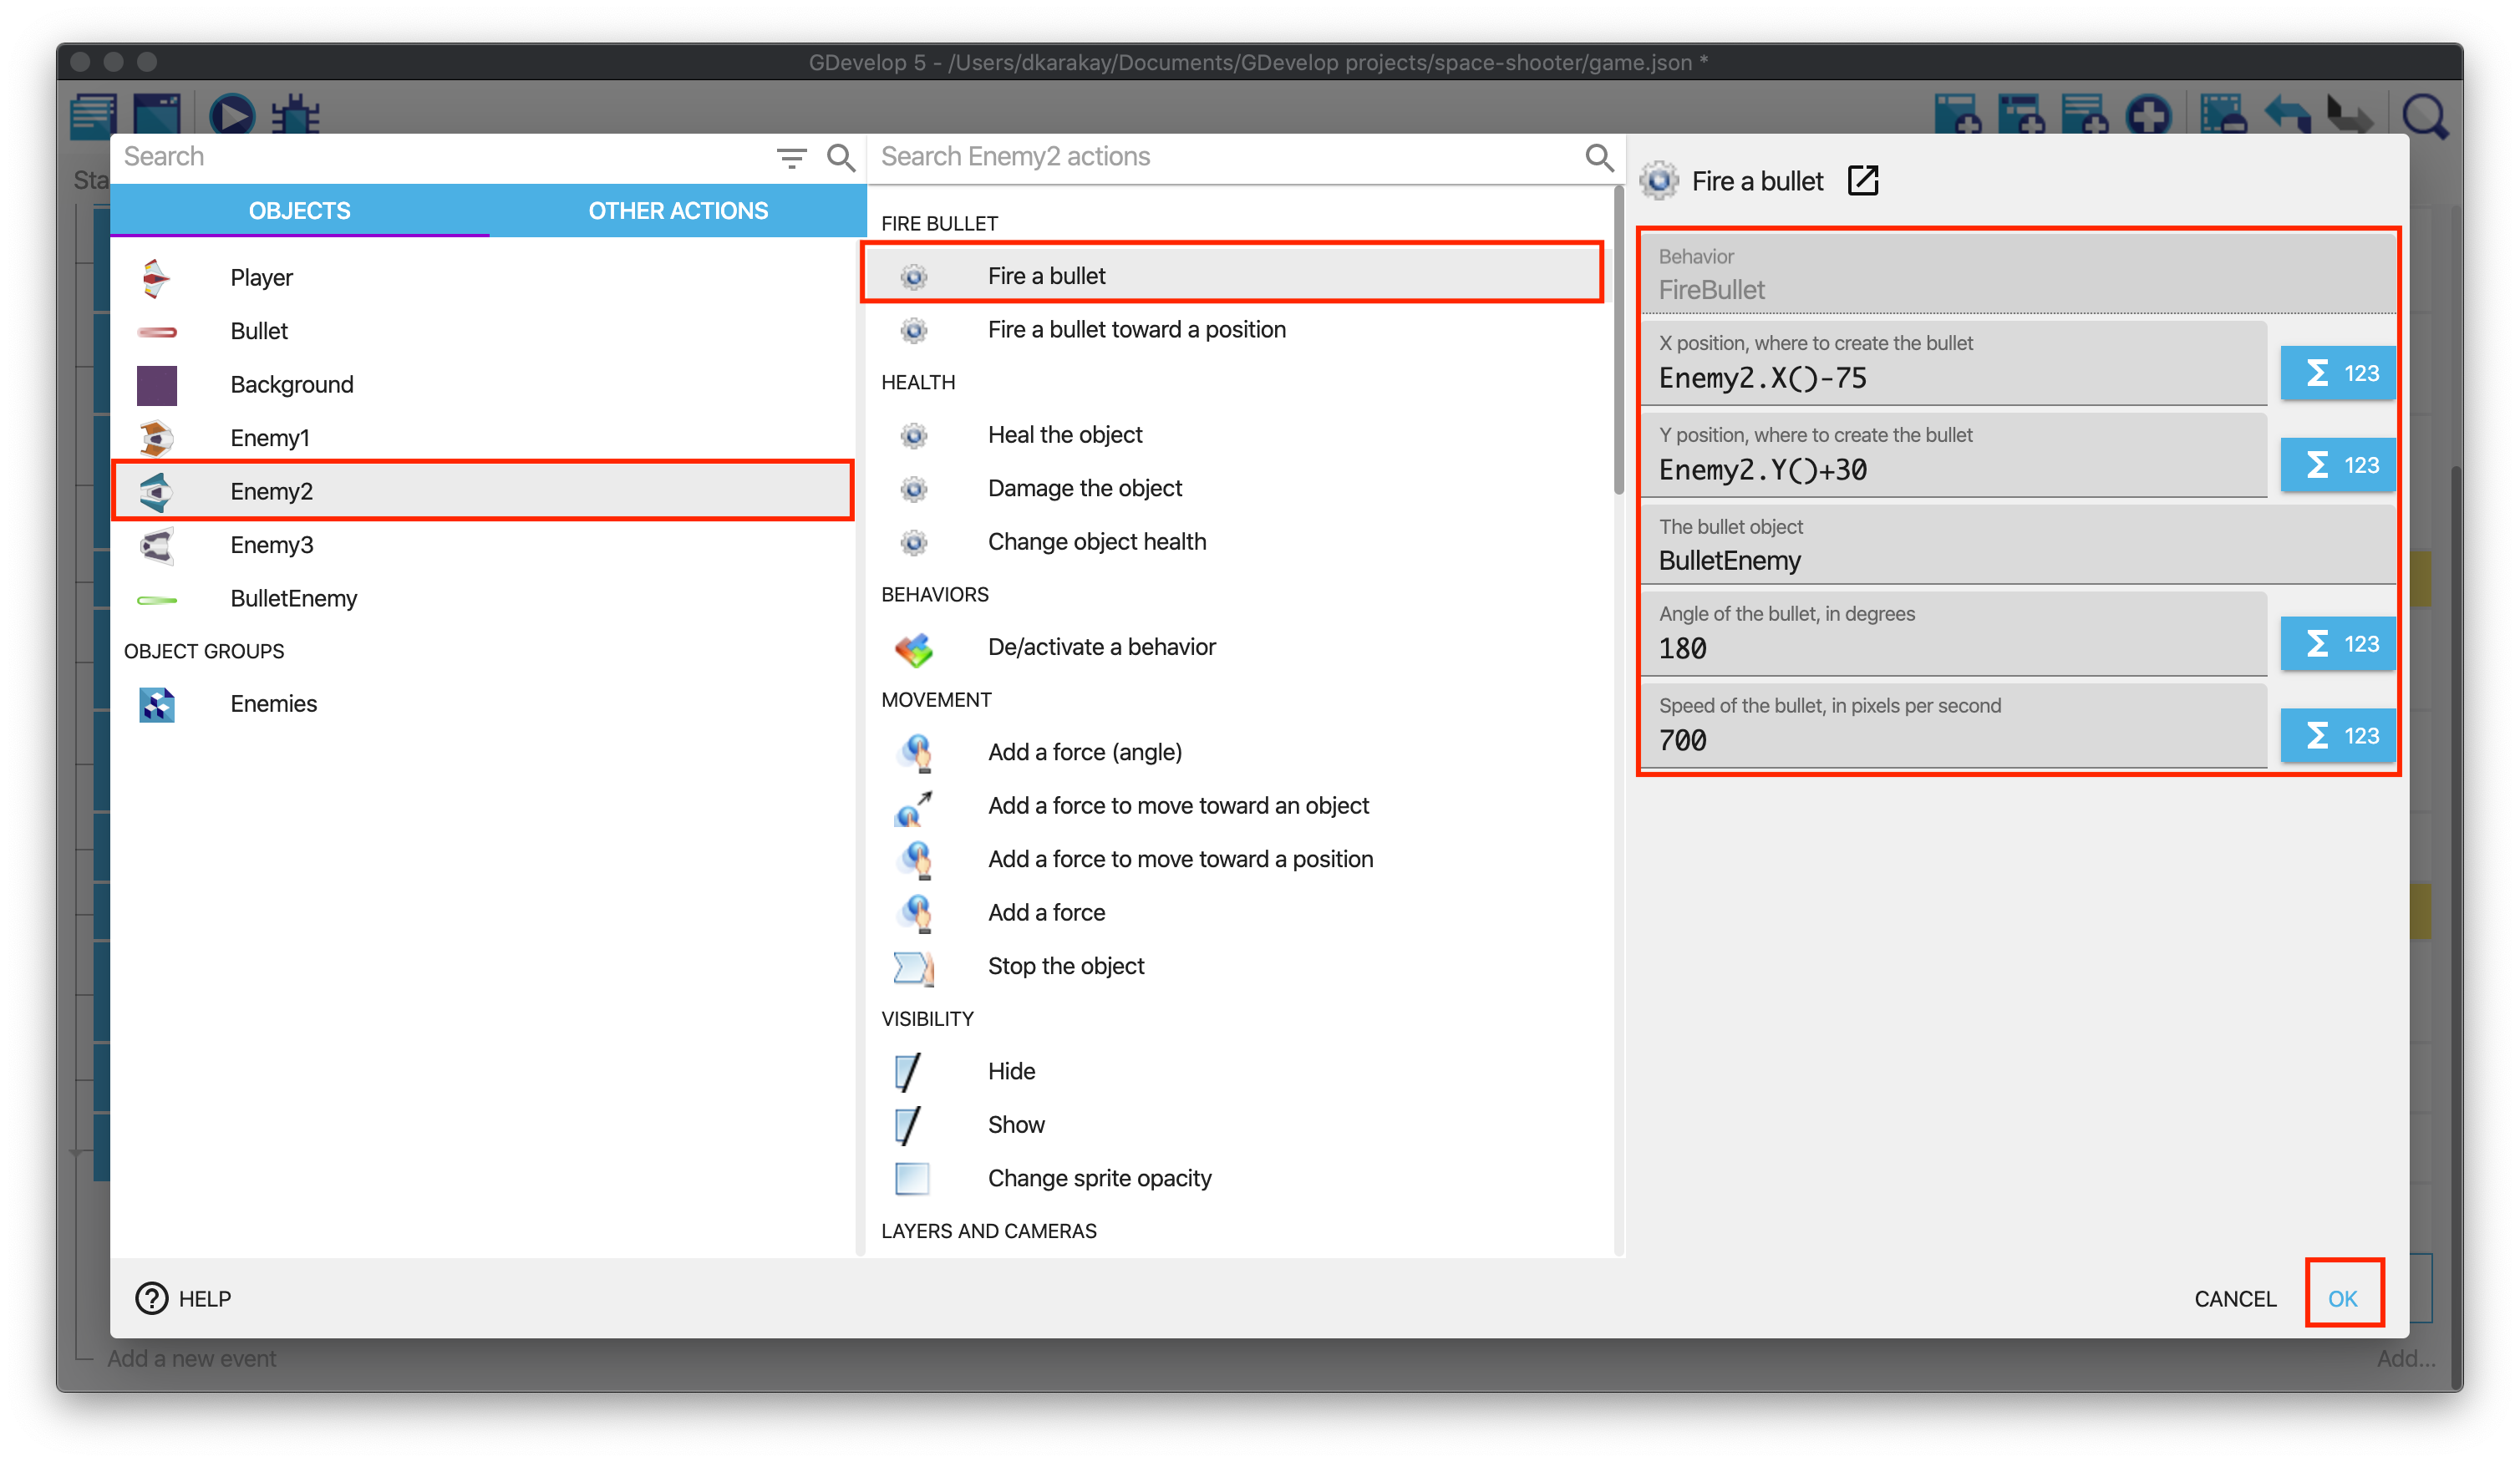 GDevelop 5 - /Users/dkarakay/Documents/GDevelop projects/space-shooter/game.json *
Sta
Search
OBJECTS
OTHER ACTIONS
Player
Bullet
Background
Enemy1
Enemy2
Enemy3
BulletEnemy
OBJECT GROUPS
Enemies
Search Enemy2 actions
FIRE BULLET
Fire a bullet
Fire a bullet toward a position
HEALTH
Heal the object
Damage the object
Change object health
BEHAVIORS
De/activate a behavior
MOVEMENT
Add a force (angle)
Add a force to move toward an object
Add a force to move toward a position
Add a force
Stop the object
VISIBILITY
Hide
Show
Change sprite opacity
LAYERS AND CAMERAS
Fire a bullet
Behavior
FireBullet
X position, where to create the bullet
Enemy2.X()-75
Σ 123
Y position, where to create the bullet
Enemy2.Y()+30
Σ 123
The bullet object
BulletEnemy
Angle of the bullet, in degrees
180
Σ 123
Speed of the bullet, in pixels per second
700
Σ 123
? HELP
CANCEL
OK
Add a new event
Add...